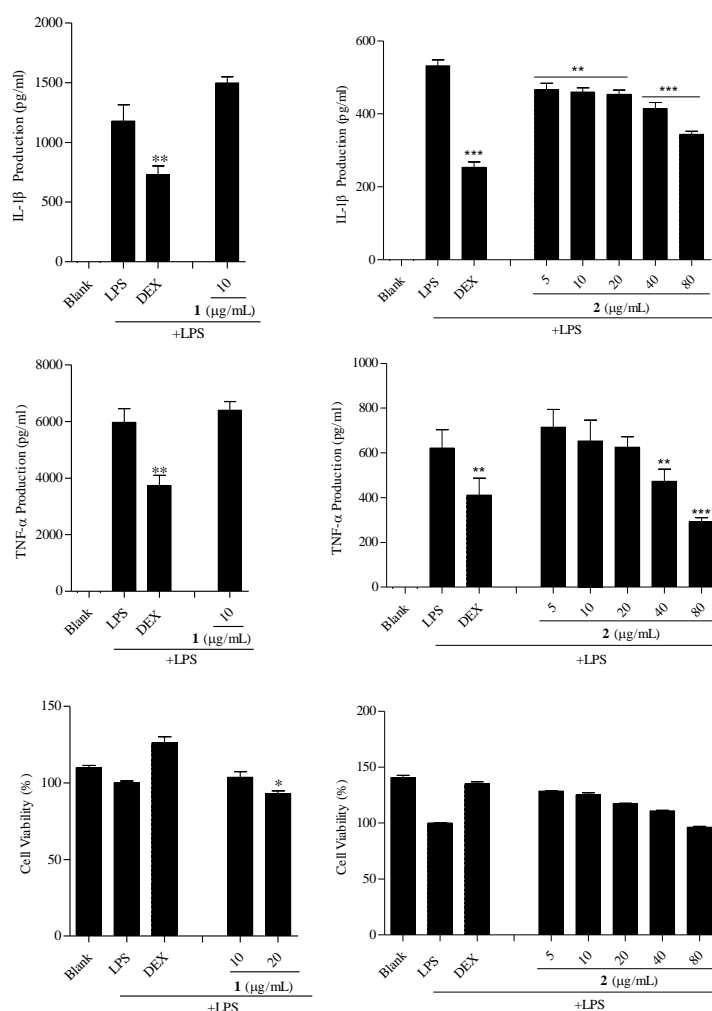 2000
1500
1000
500
0
IL-1β Production (pg/ml)
**
Blank
LPS
DEX
10
1 (μg/mL)
+LPS
600
400
200
0
IL-1β Production (pg/ml)
***
**
***
Blank
LPS
DEX
5
10
20
40
80
2 (μg/mL)
+LPS
8000
6000
4000
2000
0
TNF-α Production (pg/ml)
**
Blank
LPS
DEX
10
1 (μg/mL)
+LPS
1000
800
600
400
200
0
TNF-α Production (pg/ml)
**
**
***
Blank
LPS
DEX
5
10
20
40
80
2 (μg/mL)
+LPS
150
100
50
0
Cell Viability (%)
*
Blank
LPS
DEX
10
20
1 (μg/mL)
+LPS
200
150
100
50
0
Cell Viability (%)
Blank
LPS
DEX
5
10
20
40
80
2 (μg/mL)
+LPS